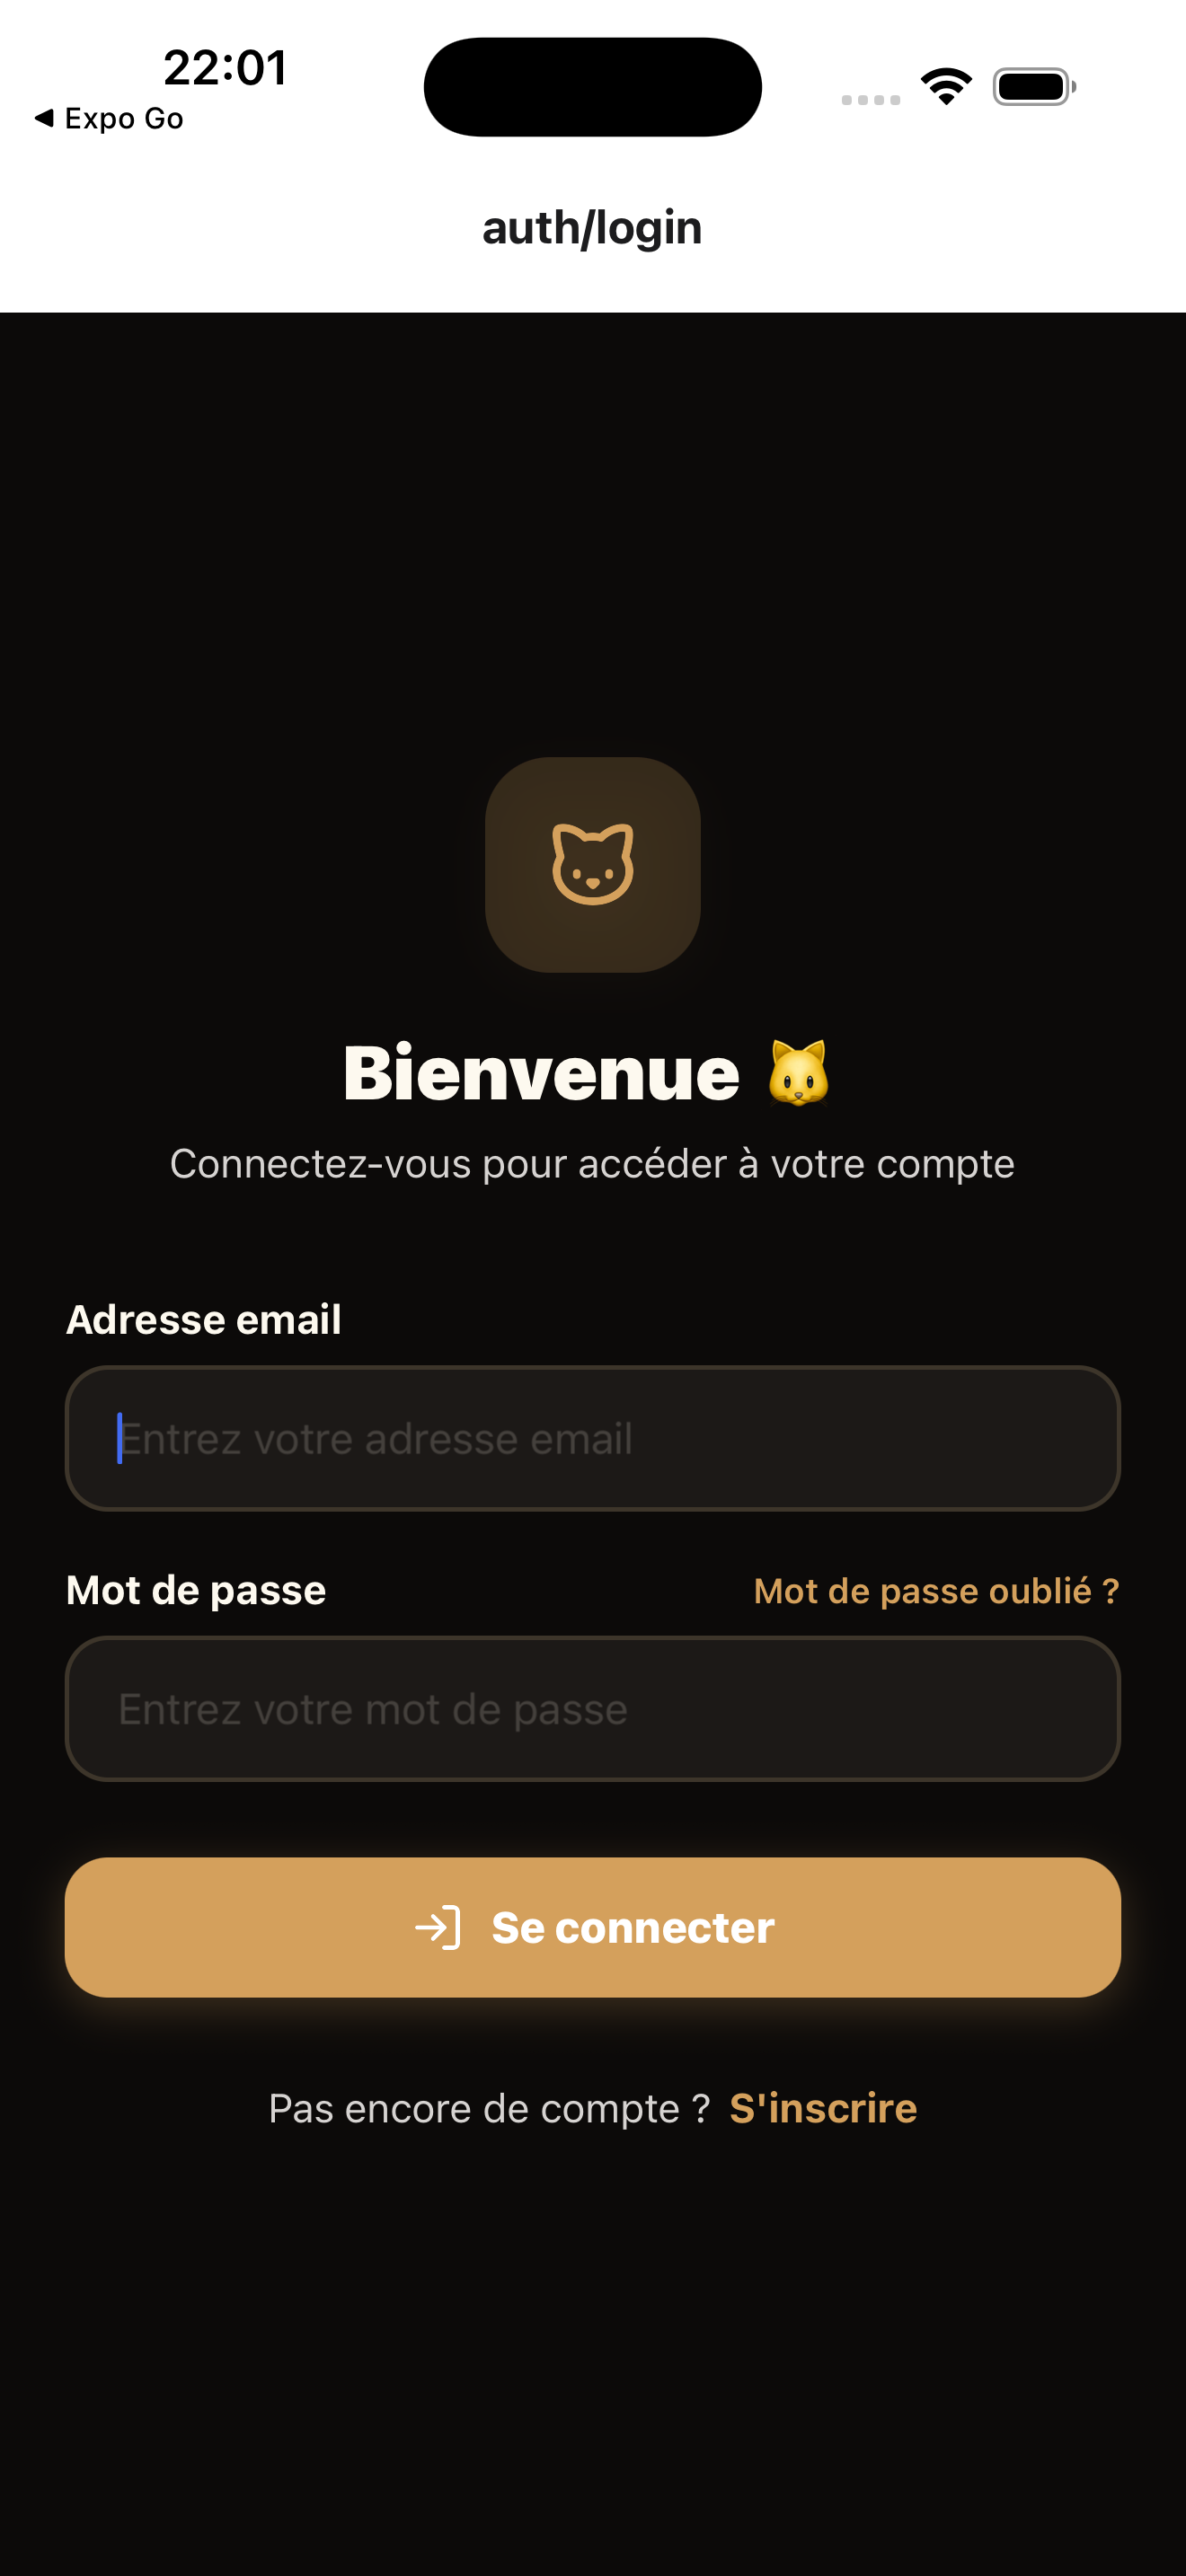 22:01
◀ Expo Go
auth/login
Bienvenue 🐱
Connectez-vous pour accéder à votre compte
Adresse email
Entrez votre adresse email
Mot de passe
Mot de passe oublié ?
Entrez votre mot de passe
Se connecter
Pas encore de compte ? S'inscrire